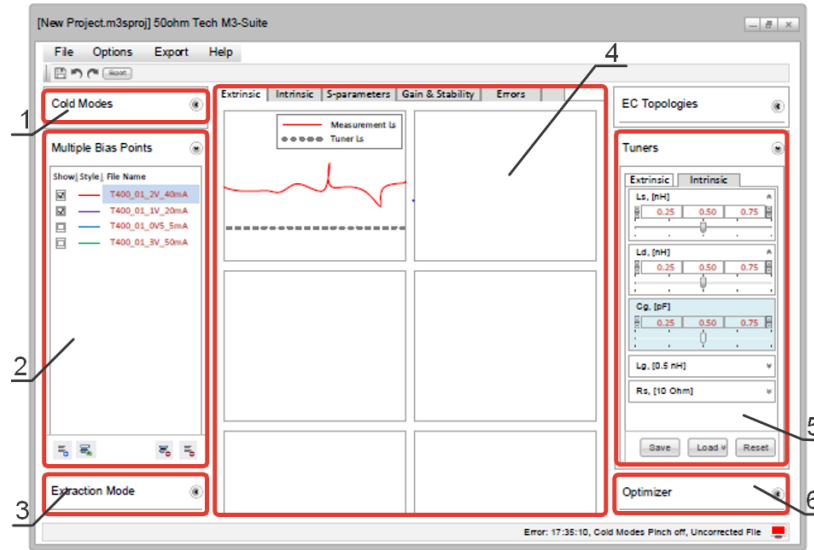 [New Project.m3sproj] 50ohm Tech M3-Suite
File Options Export Help
Report
4
Cold Modes
1
Extrinsic Intrinsic S-parameters Gain & Stability Errors
EC Topologies
Multiple Bias Points
Measurement Ls
Tuner Ls
Tuners
Show Style File Name
T400_01_2V_40mA
T400_01_1V_20mA
T400_01_0V5_5mA
T400_01_3V_50mA
Extrinsic Intrinsic
Ls, [nH]
0.25 0.50 0.75
Ld, [nH]
0.25 0.50 0.75
Cg, [pF]
0.25 0.50 0.75
Lg, [0.5 nH]
Rs, [10 Ohm]
2
5
Save Load Reset
Extraction Mode
3
Optimizer
6
Error: 17:35:10, Cold Modes Pinch off, Uncorrected File